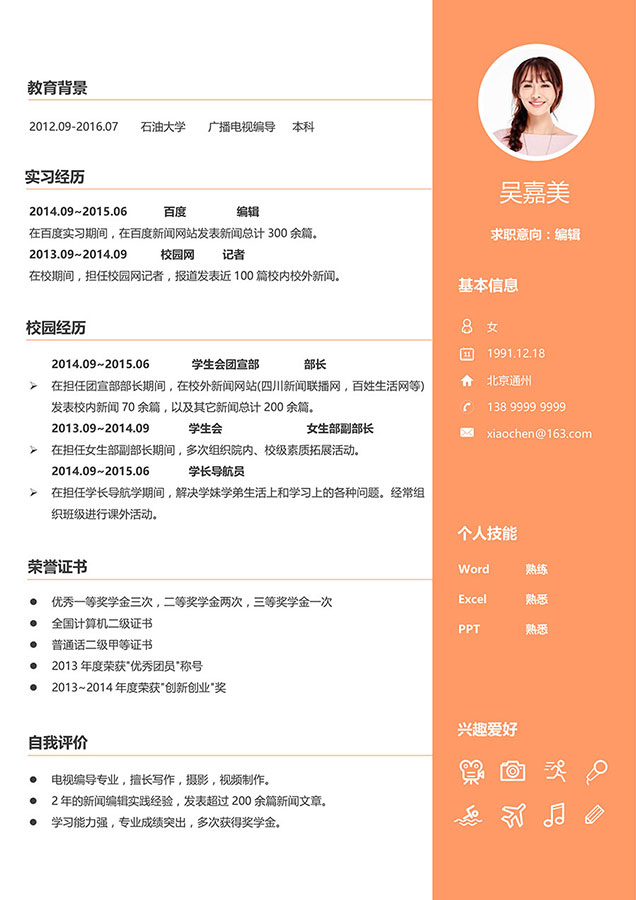 教育背景
2012.09-2016.07 石油大学 广播电视编导 本科
实习经历
2014.09~2015.06 百度 编辑
在百度实习期间，在百度新闻网站发表新闻总计 300 余篇。
2013.09~2014.09 校园网 记者
在校期间，担任校园网记者，报道发表近 100 篇校内校外新闻。
校园经历
2014.09~2015.06 学生会团宣部 部长
➢ 在担任团宣部部长期间，在校外新闻网站(四川新闻联播网，百姓生活网等)
发表校内新闻 70 余篇，以及其它新闻总计 200 余篇。
2013.09~2014.09 学生会 女生部副部长
➢ 在担任女生部副部长期间，多次组织院内、校级素质拓展活动。
2014.09~2015.06 学长导航员
➢ 在担任学长导航学期间，解决学妹学弟生活上和学习上的各种问题。经常组
织班级进行课外活动。
荣誉证书
● 优秀一等奖学金三次，二等奖学金两次，三等奖学金一次
● 全国计算机二级证书
● 普通话二级甲等证书
● 2013 年度荣获"优秀团员"称号
● 2013~2014 年度荣获"创新创业"奖
自我评价
● 电视编导专业，擅长写作，摄影，视频制作。
● 2 年的新闻编辑实践经验，发表超过 200 余篇新闻文章。
● 学习能力强，专业成绩突出，多次获得奖学金。
吴嘉美
求职意向：编辑
基本信息
女
31
1991.12.18
北京通州
138 9999 9999
xiaochen@163.com
个人技能
Word 熟练
Excel 熟悉
PPT 熟悉
兴趣爱好